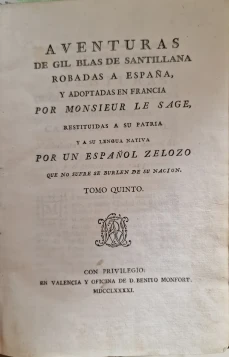 AVENTURAS
DE GIL BLAS DE SANTILLANA
ROBADAS A ESPAÑA,
Y ADOPTADAS EN FRANCIA
POR MONSIEUR LE SAGE,
RESTITUIDAS A SU PATRIA
Y A SU LENGUA NATIVA
POR UN ESPAÑOL ZELOZO
QUE NO SUFRE SE BURLEN DE SU NACION.
TOMO QUINTO.
CON PRIVILEGIO:
EN VALENCIA Y OFICINA DE D. BENITO MONFORT.
MDCCLXXXXI.